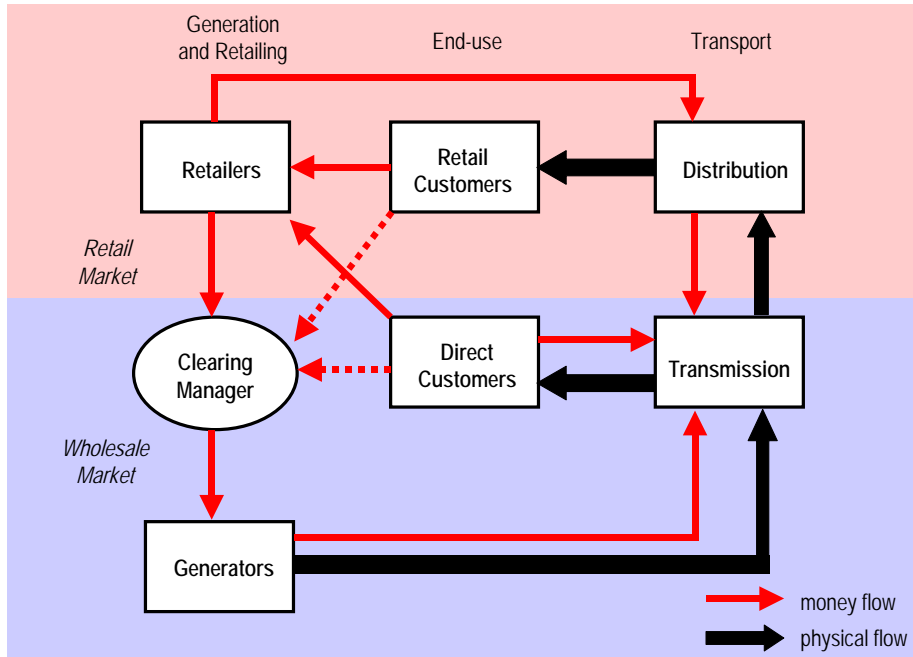 Generation
and Retailing
End-use
Transport
Retailers
Retail
Customers
Distribution
Retail
Market
Clearing
Manager
Direct
Customers
Transmission
Wholesale
Market
Generators
money flow
physical flow